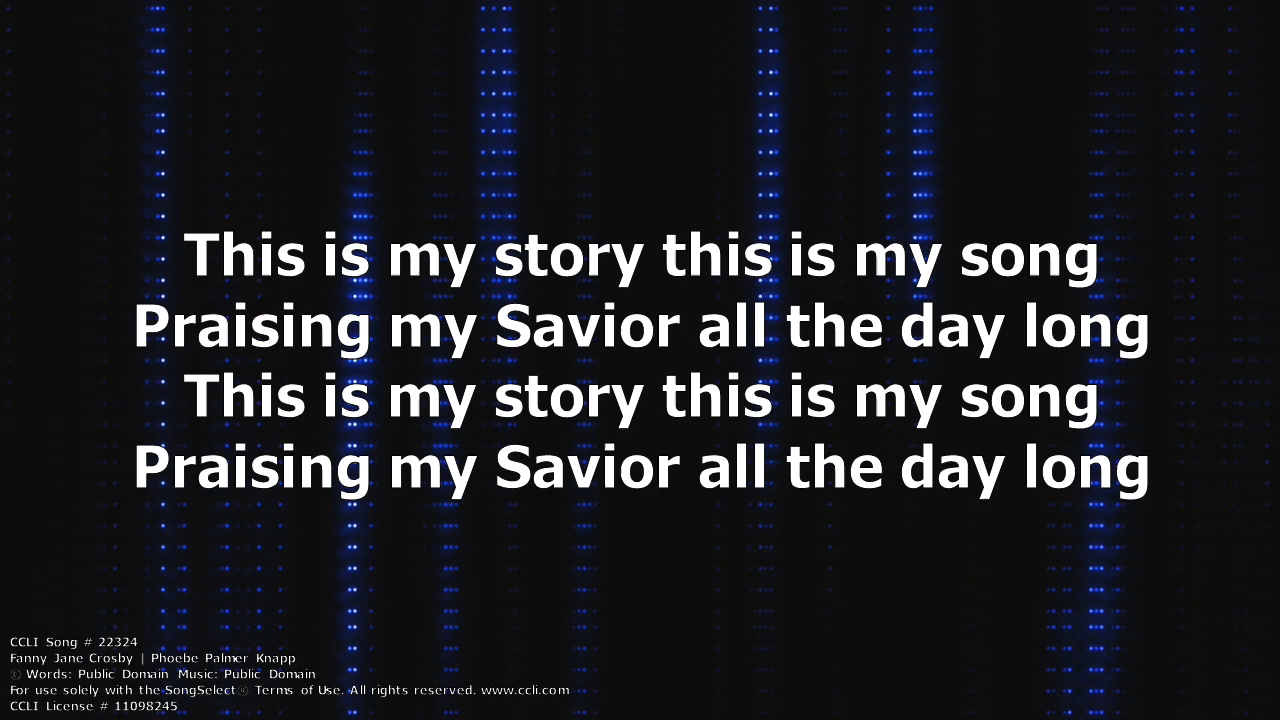 This is my story this is my song
Praising my Savior all the day long
This is my story this is my song
Praising my Savior all the day long
CCLI Song # 22324
Fanny Jane Crosby | Phoebe Palmer Knapp
© Words: Public Domain Music: Public Domain
For use solely with the SongSelect® Terms of Use. All rights reserved. www.ccli.com
CCLI License # 11098245